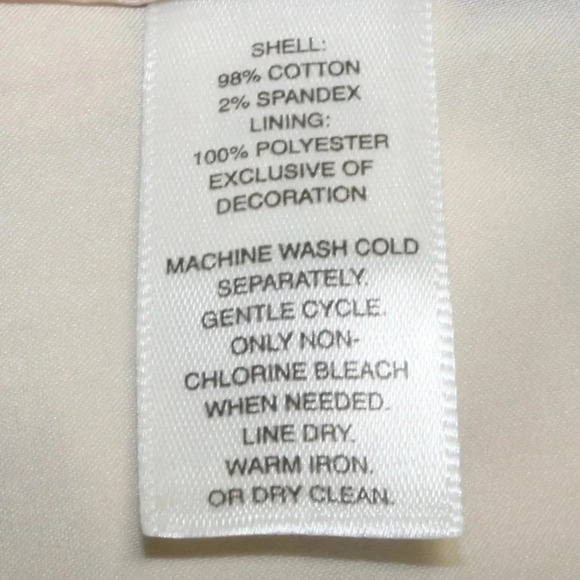 SHELL:
98% COTTON
2% SPANDEX
LINING:
100% POLYESTER
EXCLUSIVE OF
DECORATION
MACHINE WASH COLD
SEPARATELY.
GENTLE CYCLE.
ONLY NON-
CHLORINE BLEACH
WHEN NEEDED.
LINE DRY.
WARM IRON.
OR DRY CLEAN.